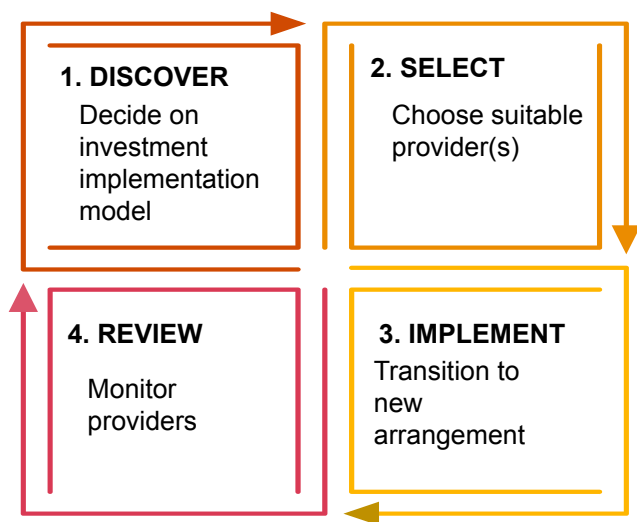 1. DISCOVER
Decide on
investment
implementation
model
2. SELECT
Choose suitable
provider(s)
3. IMPLEMENT
Transition to
new
arrangement
4. REVIEW
Monitor
providers